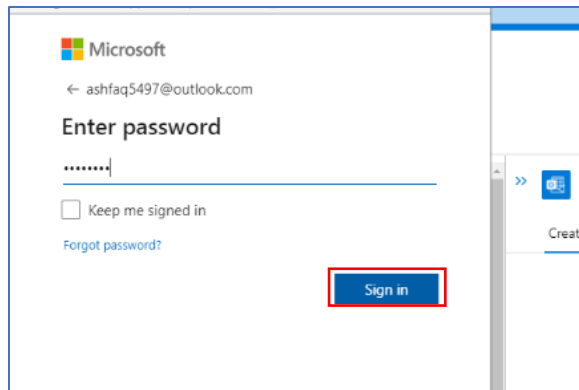 Microsoft
← ashfaq5497@outlook.com
Enter password
••••••••
Keep me signed in
Forgot password?
Sign in
»
Creat